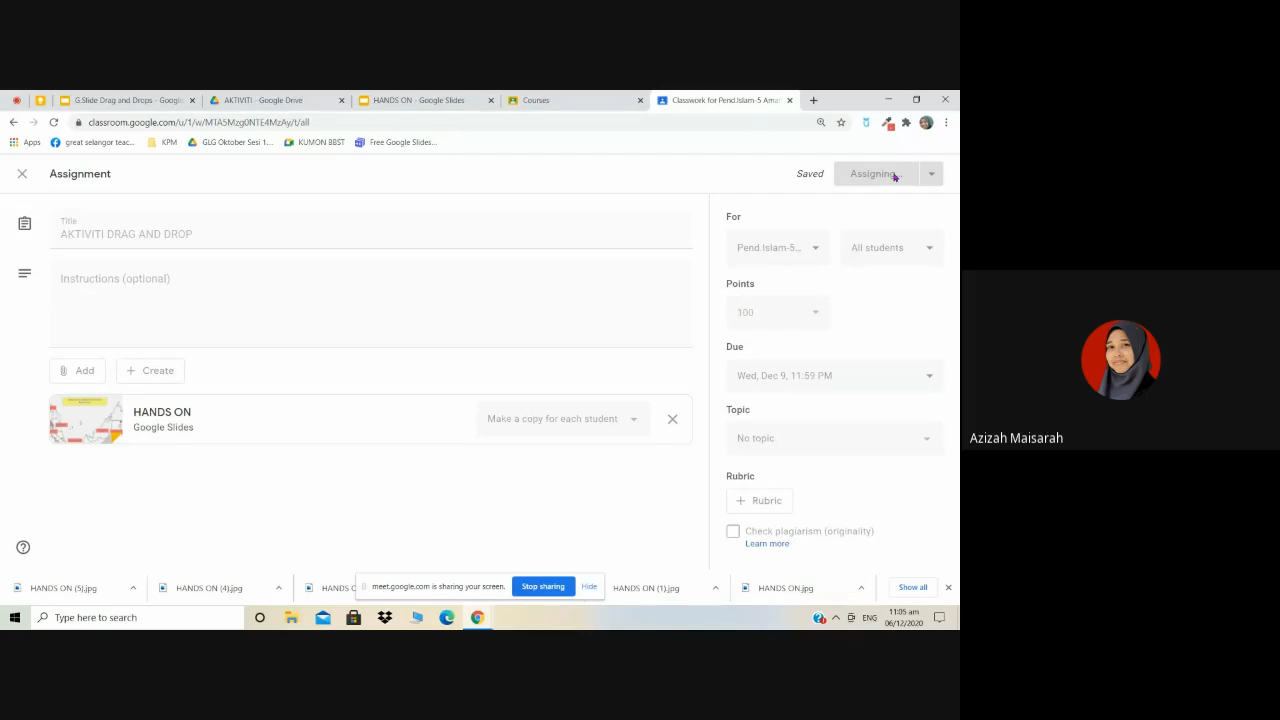 G.Slide Drag and Drops - Google
AKTIVITI - Google Drive
HANDS ON - Google Slides
Courses
Classwork for Pend.Islam-5 Amar
classroom.google.com/u/1/w/MTA5Mzg0NTE4MzAy/t/all
Apps
great selangor teac...
KPM
GLG Oktober Sesi 1...
KUMON BBST
Free Google Slides...
Assignment
Saved
Assigning...
Title
AKTIVITI DRAG AND DROP
Instructions (optional)
Add
Create
HANDS ON
Google Slides
Make a copy for each student
For
Pend.Islam-5...
All students
Points
100
Due
Wed, Dec 9, 11:59 PM
Topic
No topic
Rubric
Rubric
Check plagiarism (originality)
Learn more
HANDS ON (5).jpg
HANDS ON (4).jpg
HANDS O
meet.google.com is sharing your screen.
Stop sharing
Hide
HANDS ON (1).jpg
HANDS ON.jpg
Show all
Type here to search
ENG
11:05 am
06/12/2020
Azizah Maisarah